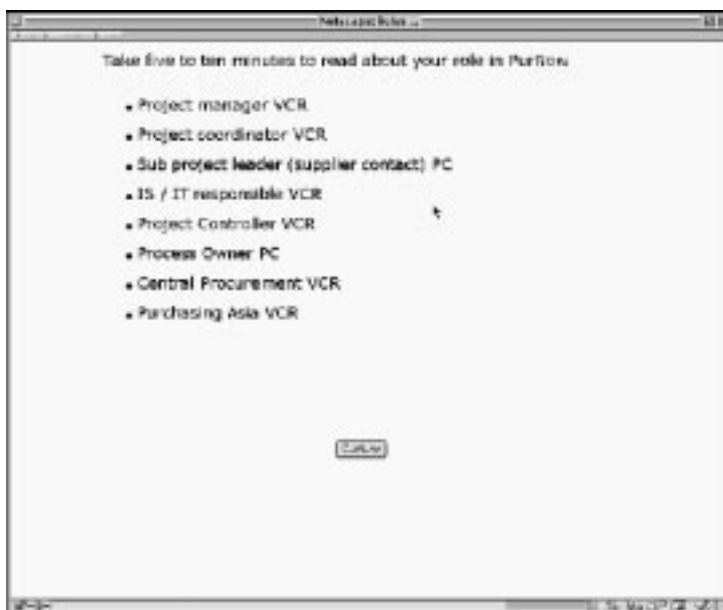 Take five to ten minutes to read about your role in
Project manager VCR
Project coordinator VCR
Sub project leader (supplier contact) PC
IS / IT responsible VCR
Project Controller VCR
Process Owner PC
Central Procurement VCR
Purchasing Asia VCR